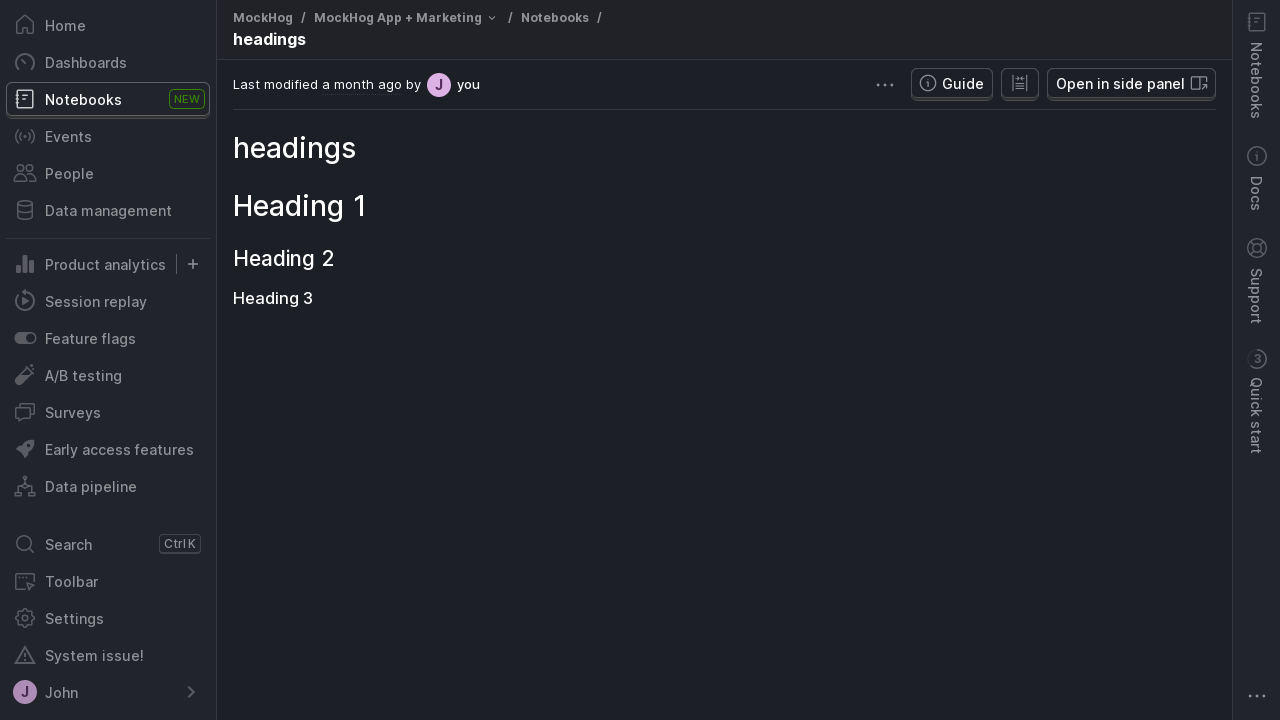 Home
Dashboards
Notebooks NEW
Events
People
Data management
Product analytics
Session replay
Feature flags
A/B testing
Surveys
Early access features
Data pipeline
Search Ctrl K
Toolbar
Settings
System issue!
J John
MockHog / MockHog App + Marketing / Notebooks /
headings
Last modified a month ago by J you
Guide
Open in side panel
headings
Heading 1
Heading 2
Heading 3
Notebooks
Docs
Support
3
Quick start